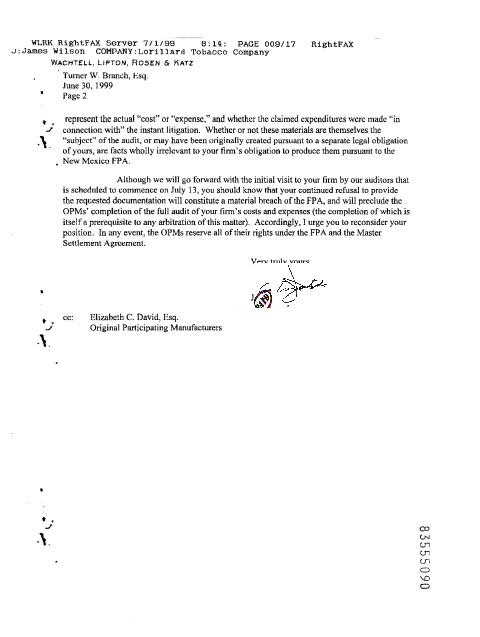 WLRK RightFAX Server 7/1/99 8:14: PAGE 009/17 RightFAX
J:James Wilson COMPANY:Lorillard Tobacco Company
WACHTELL, LIPTON, ROSEN & KATZ
Turner W. Branch, Esq.
June 30, 1999
Page 2
represent the actual "cost" or "expense," and whether the claimed expenditures were made "in
connection with" the instant litigation. Whether or not these materials are themselves the
"subject" of the audit, or may have been originally created pursuant to a separate legal obligation
of yours, are facts wholly irrelevant to your firm's obligation to produce them pursuant to the
New Mexico FPA.
Although we will go forward with the initial visit to your firm by our auditors that
is scheduled to commence on July 13, you should know that your continued refusal to provide
the requested documentation will constitute a material breach of the FPA, and will preclude the
OPMs' completion of the full audit of your firm's costs and expenses (the completion of which is
itself a prerequisite to any arbitration of this matter). Accordingly, I urge you to reconsider your
position. In any event, the OPMs reserve all of their rights under the FPA and the Master
Settlement Agreement.
Very truly yours
cc: Elizabeth C. David, Esq.
Original Participating Manufacturers
83555090